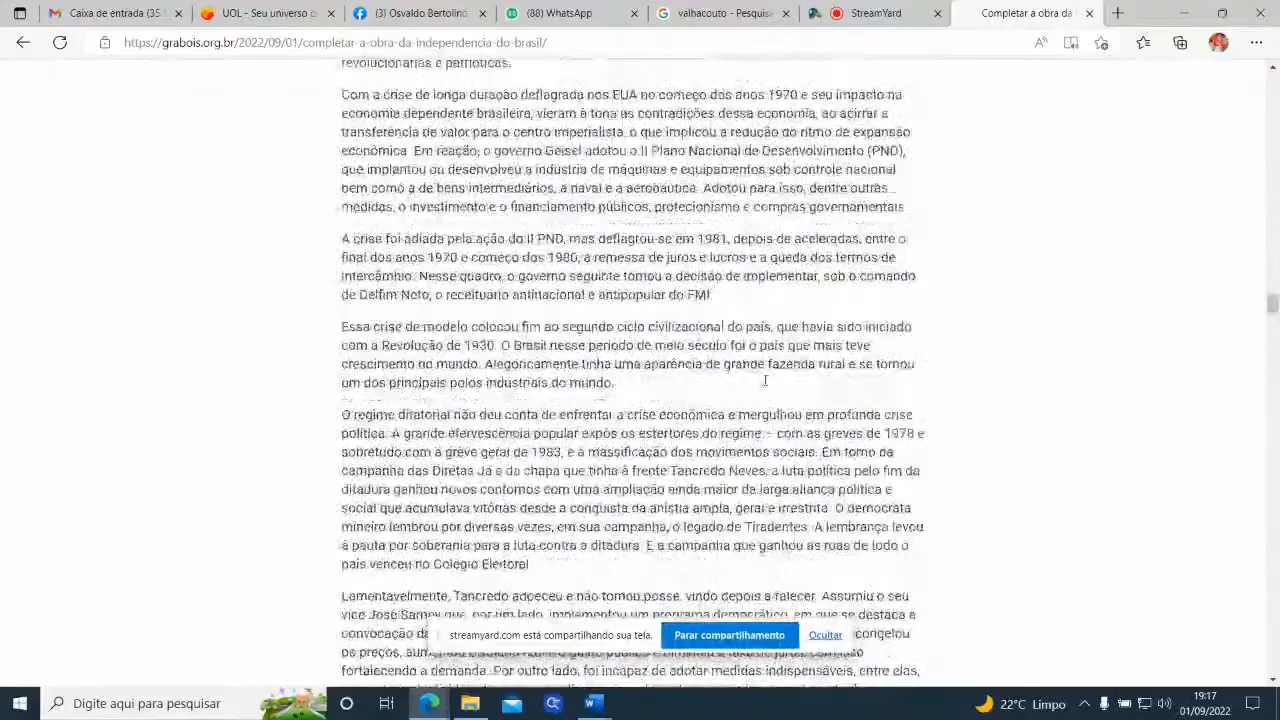 Caixa de entrada (35
UOL - Seu universo
(3) Osvaldo Bertolino
(88) WhatsApp
valhacouto - Pesquis
StreamYard
Completar a obra da
https://grabois.org.br/2022/09/01/completar-a-obra-da-independencia-do-brasil/
revolucionárias e patrióticas.
Com a crise de longa duração deflagrada nos EUA no começo dos anos 1970 e seu impacto na
economia dependente brasileira, vieram à tona as contradições dessa economia, ao acirrar a
transferência de valor para o centro imperialista, o que implicou a redução do ritmo de expansão
econômica. Em reação, o governo Geisel adotou o II Plano Nacional de Desenvolvimento (PND),
que implantou ou desenvolveu a indústria de máquinas e equipamentos sob controle nacional
bem como a de bens intermediários, a naval e a aeronáutica. Adotou para isso, dentre outras
medidas, o investimento e o financiamento públicos, protecionismo e compras governamentais
A crise foi adiada pela ação do II PND, mas deflagrou-se em 1981, depois de aceleradas, entre o
final dos anos 1970 e começo dos 1980, a remessa de juros e lucros e a queda dos termos de
intercâmbio. Nesse quadro, o governo seguinte tomou a decisão de implementar, sob o comando
de Delfim Neto, o receituário antinacional e antipopular do FMI.
Essa crise de modelo colocou fim ao segundo ciclo civilizacional do país, que havia sido iniciado
com a Revolução de 1930. O Brasil nesse período de meio século foi o país que mais teve
crescimento no mundo. Alegoricamente tinha uma aparência de grande fazenda rural e se tornou
um dos principais polos industriais do mundo.
O regime ditatorial não deu conta de enfrentar a crise econômica e mergulhou em profunda crise
política. A grande efervescência popular expôs os estertores do regime – com as greves de 1978 e
sobretudo com a greve geral de 1983, e a massificação dos movimentos sociais. Em torno da
campanha das Diretas Já e da chapa que tinha à frente Tancredo Neves, a luta política pelo fim da
ditadura ganhou novos contornos com uma ampliação ainda maior da larga aliança política e
social que acumulava vitórias desde a conquista da anistia ampla, geral e irrestrita. O democrata
mineiro lembrou por diversas vezes, em sua campanha, o legado de Tiradentes. A lembrança levou
à pauta por soberania para a luta contra a ditadura. E a campanha que ganhou as ruas de todo o
país venceu no Colégio Eleitoral
Lamentavelmente, Tancredo adoeceu e não tomou posse, vindo depois a falecer. Assumiu o seu
vice José Sarney que, por um lado, implementou um programa democrático, em que se destaca a
convocação da congelou
streamyard.com está compartilhando sua tela. Parar compartilhamento Ocultar
os preços,
fortalecendo a demanda. Por outro lado, foi incapaz de adotar medidas indispensáveis, entre elas,
Digite aqui para pesquisar
22°C Limpo
19:17
01/09/2022